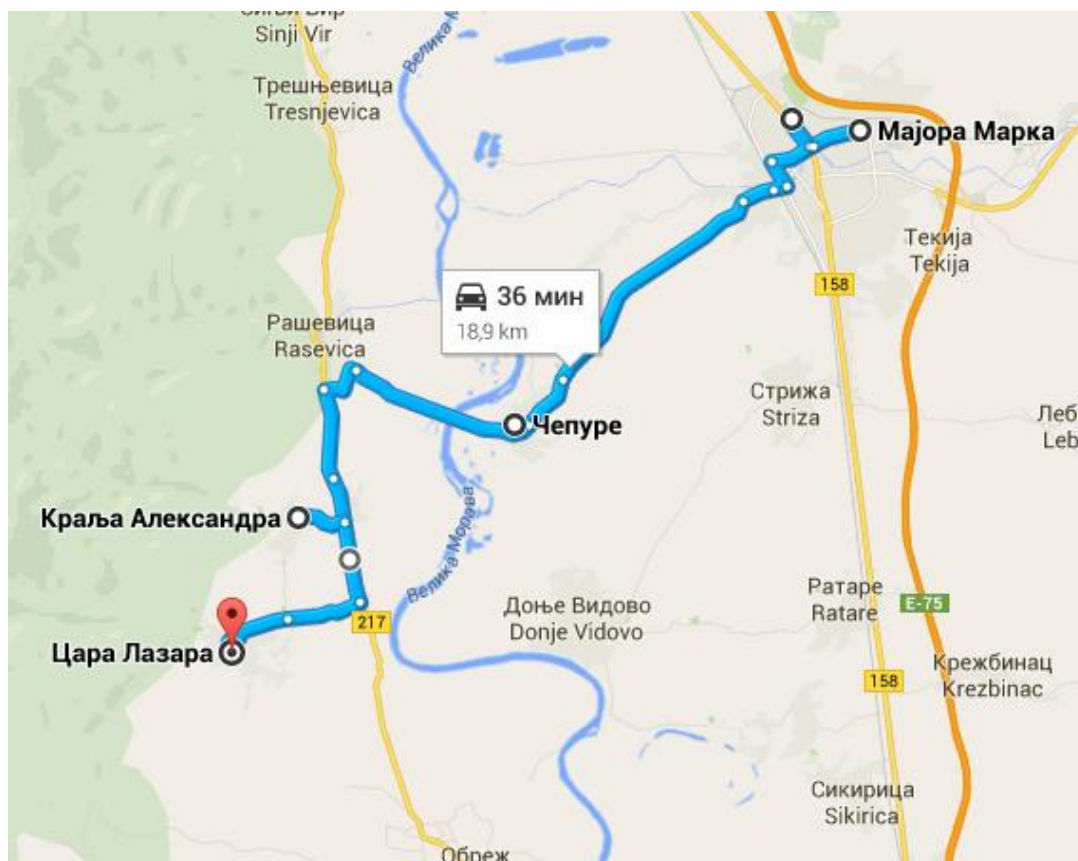 Sinji Vir
Трешњевица
Tresnjevica
Велика М
Мајора Марка
Текија
Tekija
158
36 мин
18,9 km
Рашевица
Rasevica
Стрижа
Striza
Леб
Leb
Чепуре
Краља Александра
Велика Морава
Доње Видово
Donje Vidovo
Ратаре
Ratare
E-75
217
Цара Лазара
158
Крежбинац
Krezbinac
Сикирица
Sikirica
Обреж